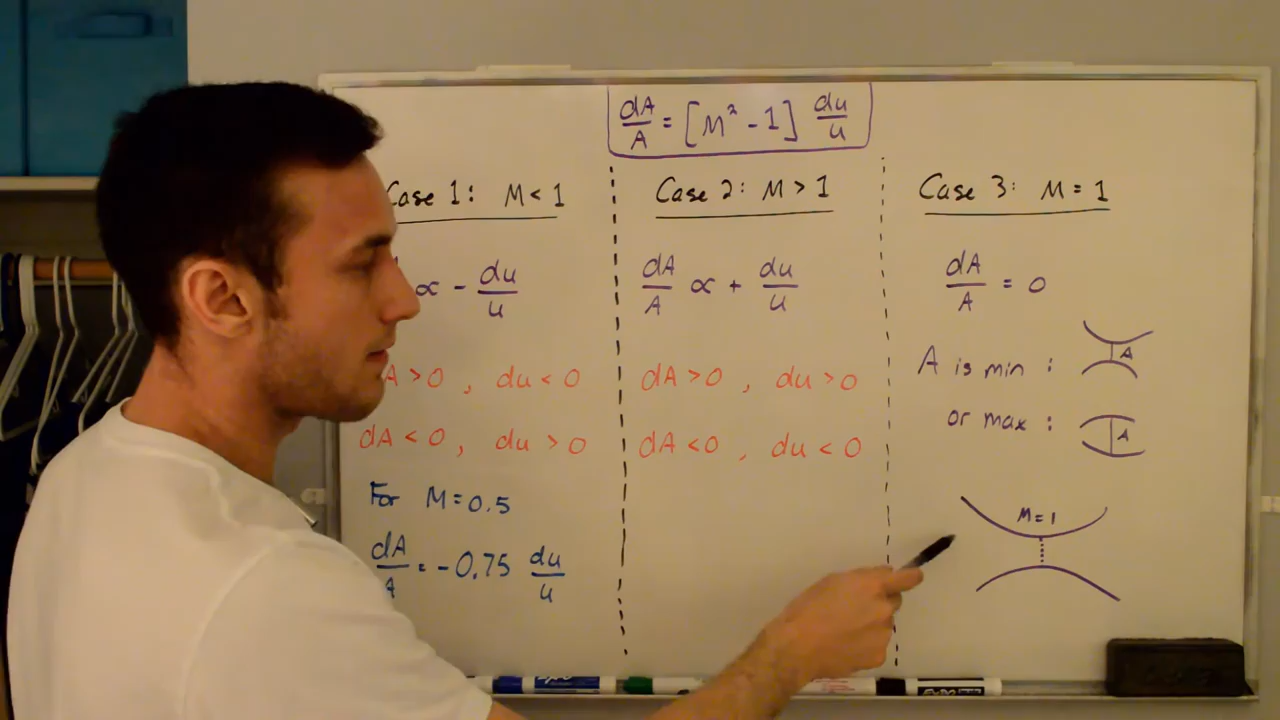 dA/A = [M² - 1] du/u
Case 1: M < 1
∝ - du/u
A > 0 , du < 0
dA < 0 , du > 0
For M = 0.5
dA/A = -0.75 du/u
Case 2: M > 1
dA/A ∝ + du/u
dA > 0 , du > 0
dA < 0 , du < 0
Case 3: M = 1
dA/A = 0
A is min :
A
or max :
A
M = 1
EXPO